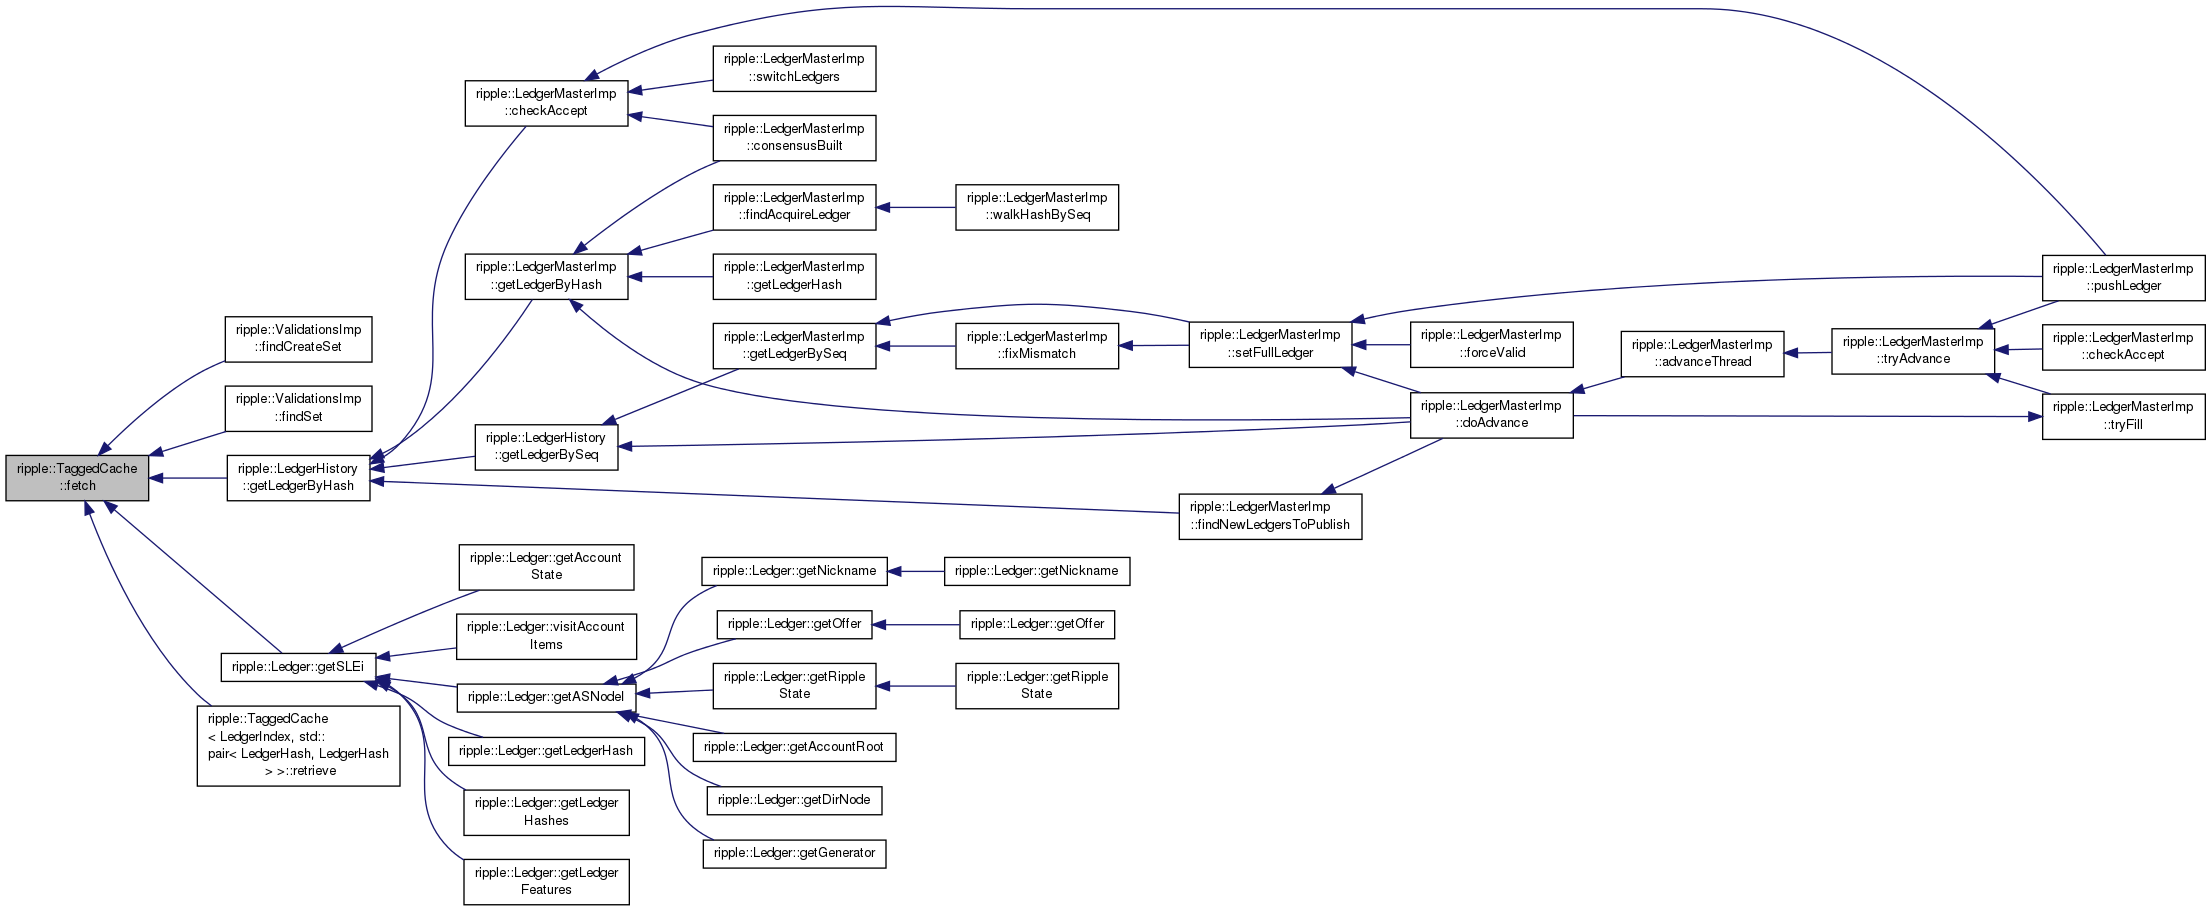 ripple::LedgerMasterImp
::switchLedgers
ripple::LedgerMasterImp
::checkAccept
ripple::LedgerMasterImp
::consensusBuilt
ripple::LedgerMasterImp
::findAcquireLedger
ripple::LedgerMasterImp
::walkHashBySeq
ripple::LedgerMasterImp
::getLedgerByHash
ripple::LedgerMasterImp
::getLedgerHash
ripple::LedgerMasterImp
::pushLedger
ripple::ValidationsImp
::findCreateSet
ripple::LedgerMasterImp
::getLedgerBySeq
ripple::LedgerMasterImp
::fixMismatch
ripple::LedgerMasterImp
::setFullLedger
ripple::LedgerMasterImp
::forceValid
ripple::LedgerMasterImp
::advanceThread
ripple::LedgerMasterImp
::tryAdvance
ripple::LedgerMasterImp
::checkAccept
ripple::ValidationsImp
::findSet
ripple::LedgerMasterImp
::doAdvance
ripple::LedgerMasterImp
::tryFill
ripple::LedgerHistory
::getLedgerBySeq
ripple::TaggedCache
::fetch
ripple::LedgerHistory
::getLedgerByHash
ripple::LedgerMasterImp
::findNewLedgersToPublish
ripple::Ledger::getAccount
State
ripple::Ledger::getNickname
ripple::Ledger::getNickname
ripple::Ledger::visitAccount
Items
ripple::Ledger::getOffer
ripple::Ledger::getOffer
ripple::Ledger::getSLEi
ripple::Ledger::getASNodeI
ripple::Ledger::getRipple
State
ripple::Ledger::getRipple
State
ripple::TaggedCache
< LedgerIndex, std::
pair< LedgerHash, LedgerHash
> >::retrieve
ripple::Ledger::getLedgerHash
ripple::Ledger::getAccountRoot
ripple::Ledger::getLedger
Hashes
ripple::Ledger::getDirNode
ripple::Ledger::getGenerator
ripple::Ledger::getLedger
Features